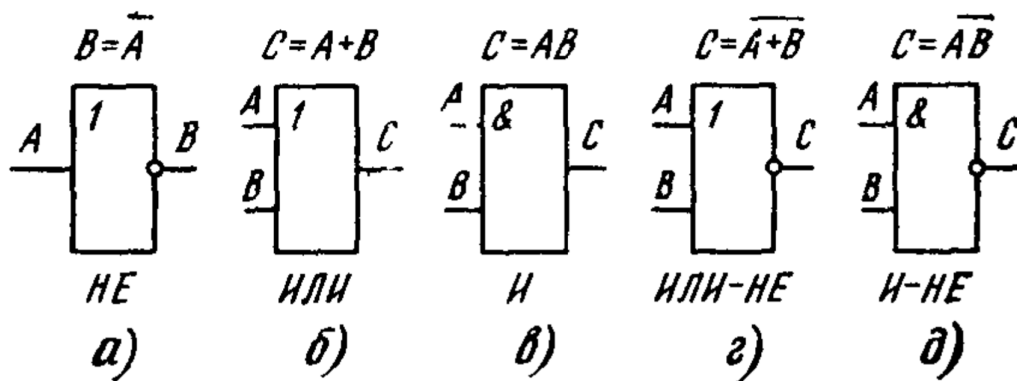 B=A̅ C=A+B C=AB C=A̅+̅B̅ C=A̅B̅
A 1 B A 1 C A & C A 1 C A & C
B B B B
НЕ ИЛИ И ИЛИ-НЕ И-НЕ
а) б) в) г) д)